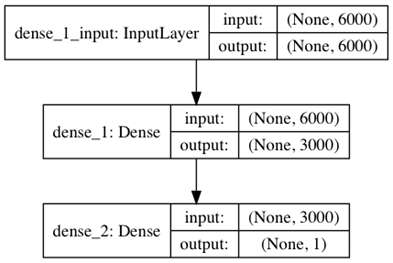 dense_1_input: InputLayer
input: (None, 6000)
output: (None, 6000)
dense_1: Dense
input: (None, 6000)
output: (None, 3000)
dense_2: Dense
input: (None, 3000)
output: (None, 1)